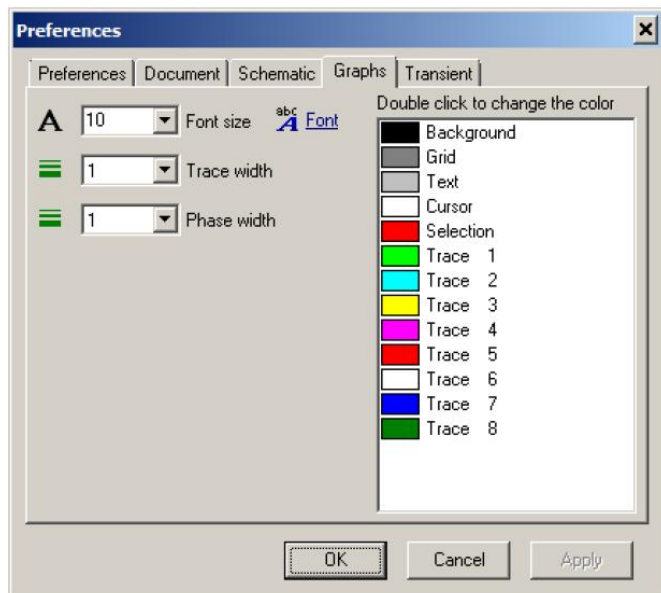 Preferences
Preferences Document Schematic Graphs Transient
A 10 Font size abc A Font
1 Trace width
1 Phase width
Double click to change the color
Background
Grid
Text
Cursor
Selection
Trace 1
Trace 2
Trace 3
Trace 4
Trace 5
Trace 6
Trace 7
Trace 8
OK Cancel Apply